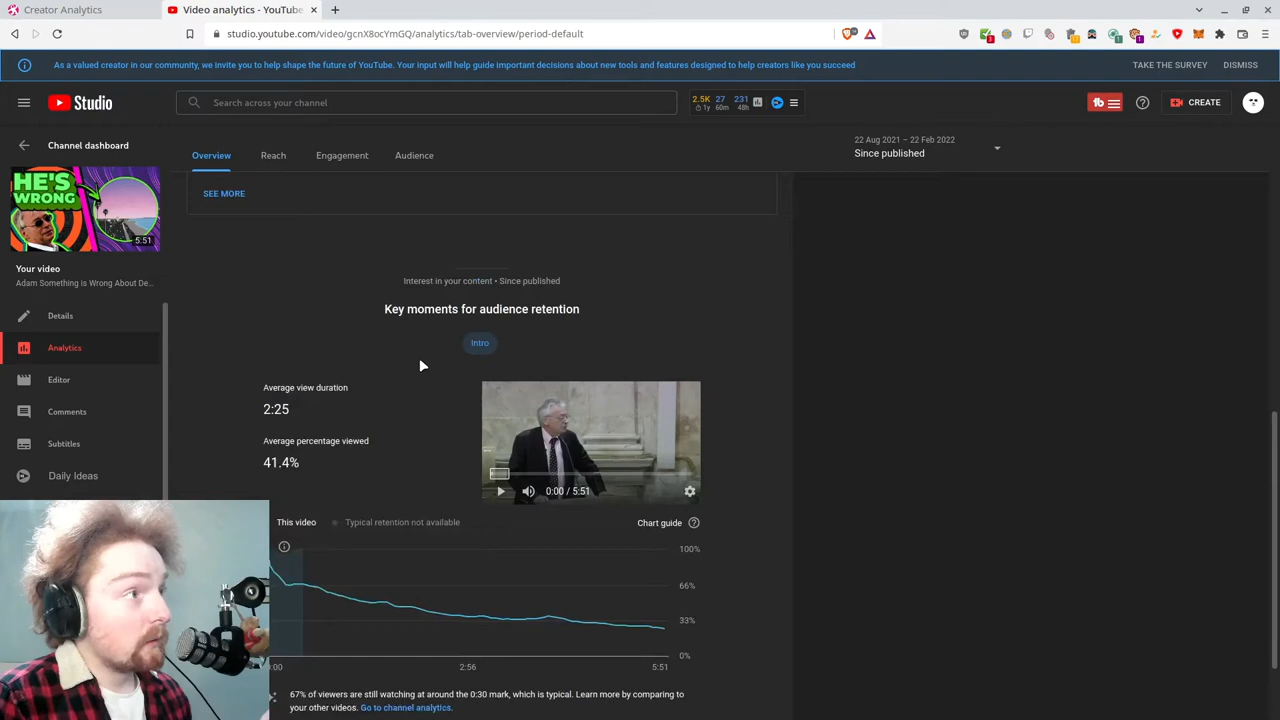 Creator Analytics
Video analytics - YouTube
studio.youtube.com/video/gcnX8ocYmGQ/analytics/tab-overview/period-default
As a valued creator in our community, we invite you to help shape the future of YouTube. Your input will help guide important decisions about new tools and features designed to help creators like you succeed
TAKE THE SURVEY
DISMISS
Studio
Search across your channel
2.5K 27 231
1y 60m 48h
CREATE
Channel dashboard
Overview
Reach
Engagement
Audience
22 Aug 2021 – 22 Feb 2022
Since published
HE'S
WRONG
5:51
SEE MORE
Your video
Adam Something is Wrong About De...
Details
Analytics
Editor
Comments
Subtitles
Daily Ideas
Interest in your content • Since published
Key moments for audience retention
Intro
Average view duration
2:25
Average percentage viewed
41.4%
0:00 / 5:51
This video
Typical retention not available
Chart guide
100%
66%
33%
0%
2:56
5:51
67% of viewers are still watching at around the 0:30 mark, which is typical. Learn more by comparing to
your other videos. Go to channel analytics.